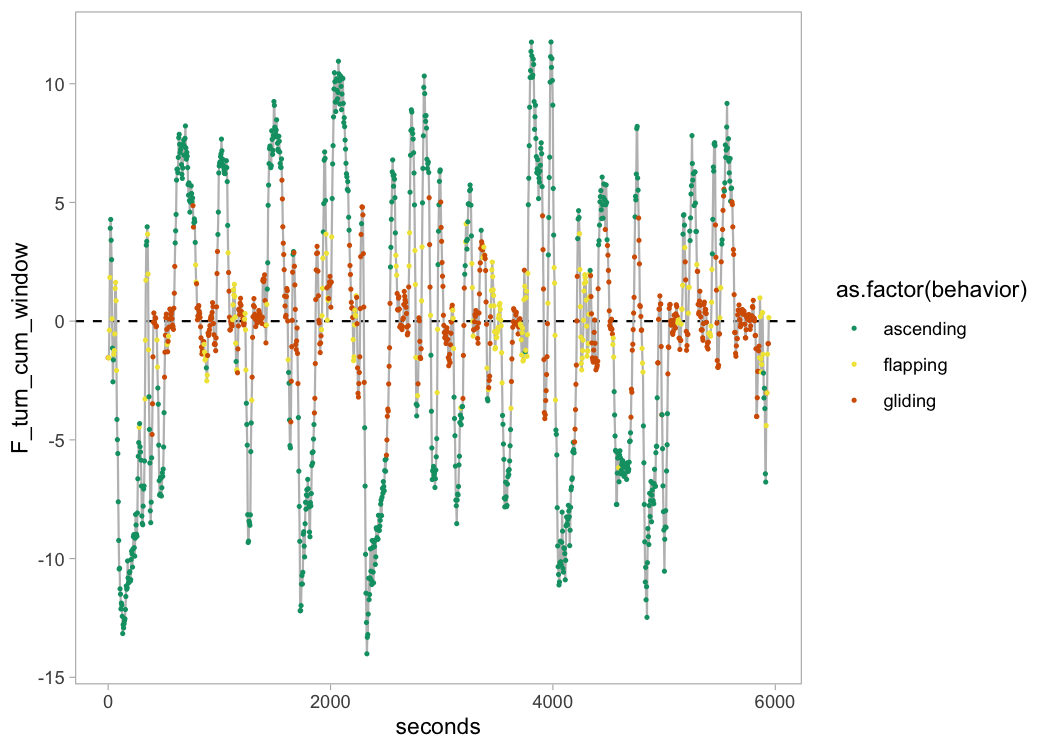 F_turn_cum_window
10
5
0
-5
-10
-15
0 2000 4000 6000
seconds
as.factor(behavior)
ascending
flapping
gliding